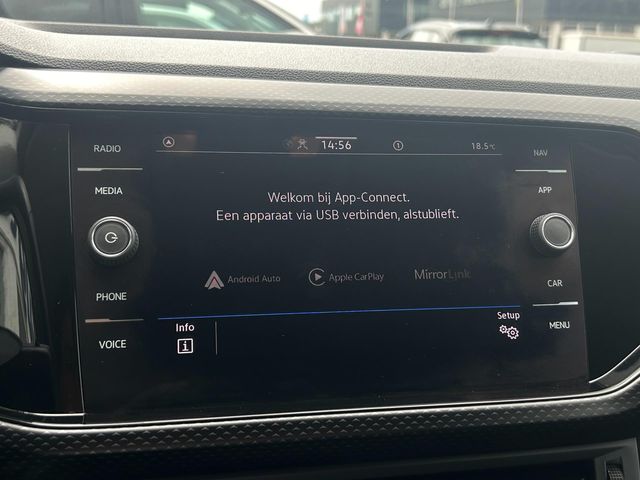 RADIO
14:56
1
18.5°C
NAV
MEDIA
APP
Welkom bij App-Connect.
Een apparaat via USB verbinden, alstublieft.
Android Auto
Apple CarPlay
MirrorLink
PHONE
CAR
VOICE
Info
Setup
MENU